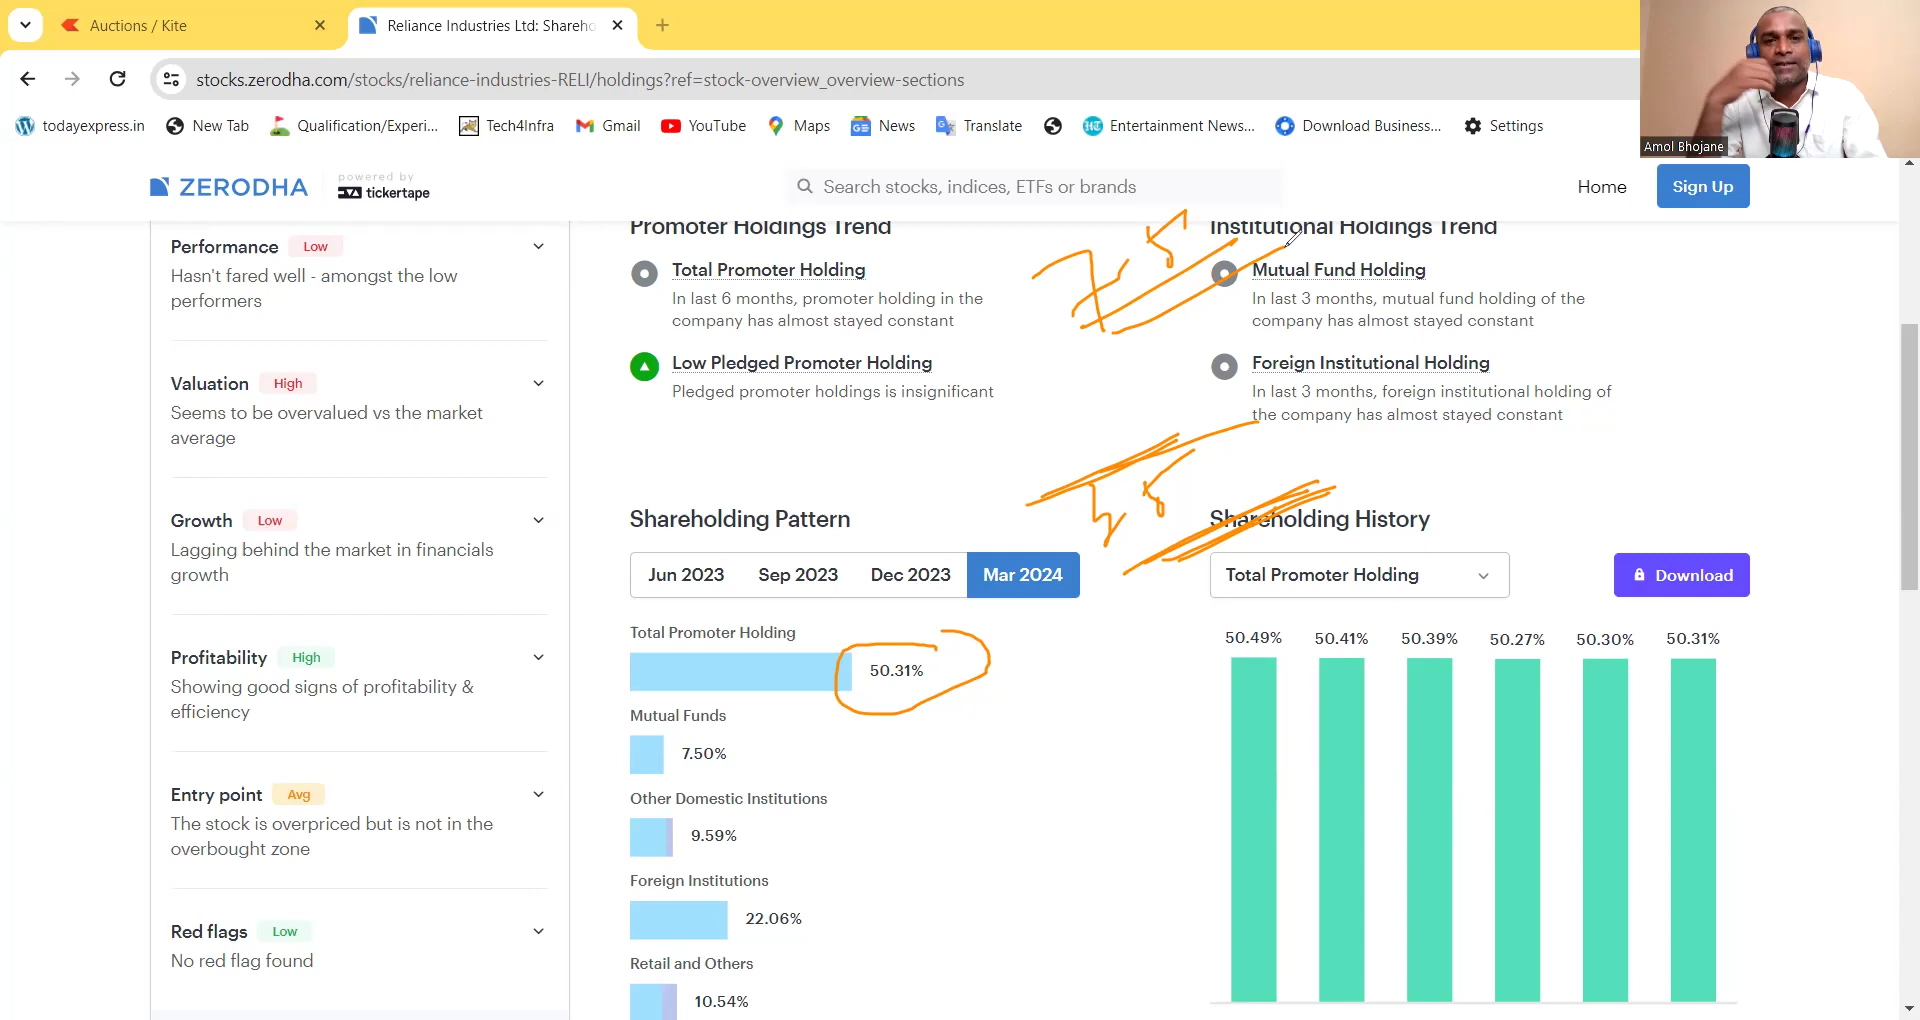 Auctions / Kite
Reliance Industries Ltd: Shareho
stocks.zerodha.com/stocks/reliance-industries-RELI/holdings?ref=stock-overview_overview-sections
todayexpress.in
New Tab
Qualification/Experi...
Tech4Infra
Gmail
YouTube
Maps
News
Translate
Entertainment News...
Download Business...
Settings
Amol Bhojane
ZERODHA
powered by
tickertape
Search stocks, indices, ETFs or brands
Home
Sign Up
Performance Low
Hasn't fared well - amongst the low
performers
Valuation High
Seems to be overvalued vs the market
average
Growth Low
Lagging behind the market in financials
growth
Profitability High
Showing good signs of profitability &
efficiency
Entry point Avg
The stock is overpriced but is not in the
overbought zone
Red flags Low
No red flag found
Promoter Holdings Trend
Total Promoter Holding
In last 6 months, promoter holding in the
company has almost stayed constant
Low Pledged Promoter Holding
Pledged promoter holdings is insignificant
Institutional Holdings Trend
Mutual Fund Holding
In last 3 months, mutual fund holding of the
company has almost stayed constant
Foreign Institutional Holding
In last 3 months, foreign institutional holding of
the company has almost stayed constant
Shareholding Pattern
Jun 2023 Sep 2023 Dec 2023 Mar 2024
Total Promoter Holding
50.31%
Mutual Funds
7.50%
Other Domestic Institutions
9.59%
Foreign Institutions
22.06%
Retail and Others
10.54%
Shareholding History
Total Promoter Holding
Download
50.49% 50.41% 50.39% 50.27% 50.30% 50.31%